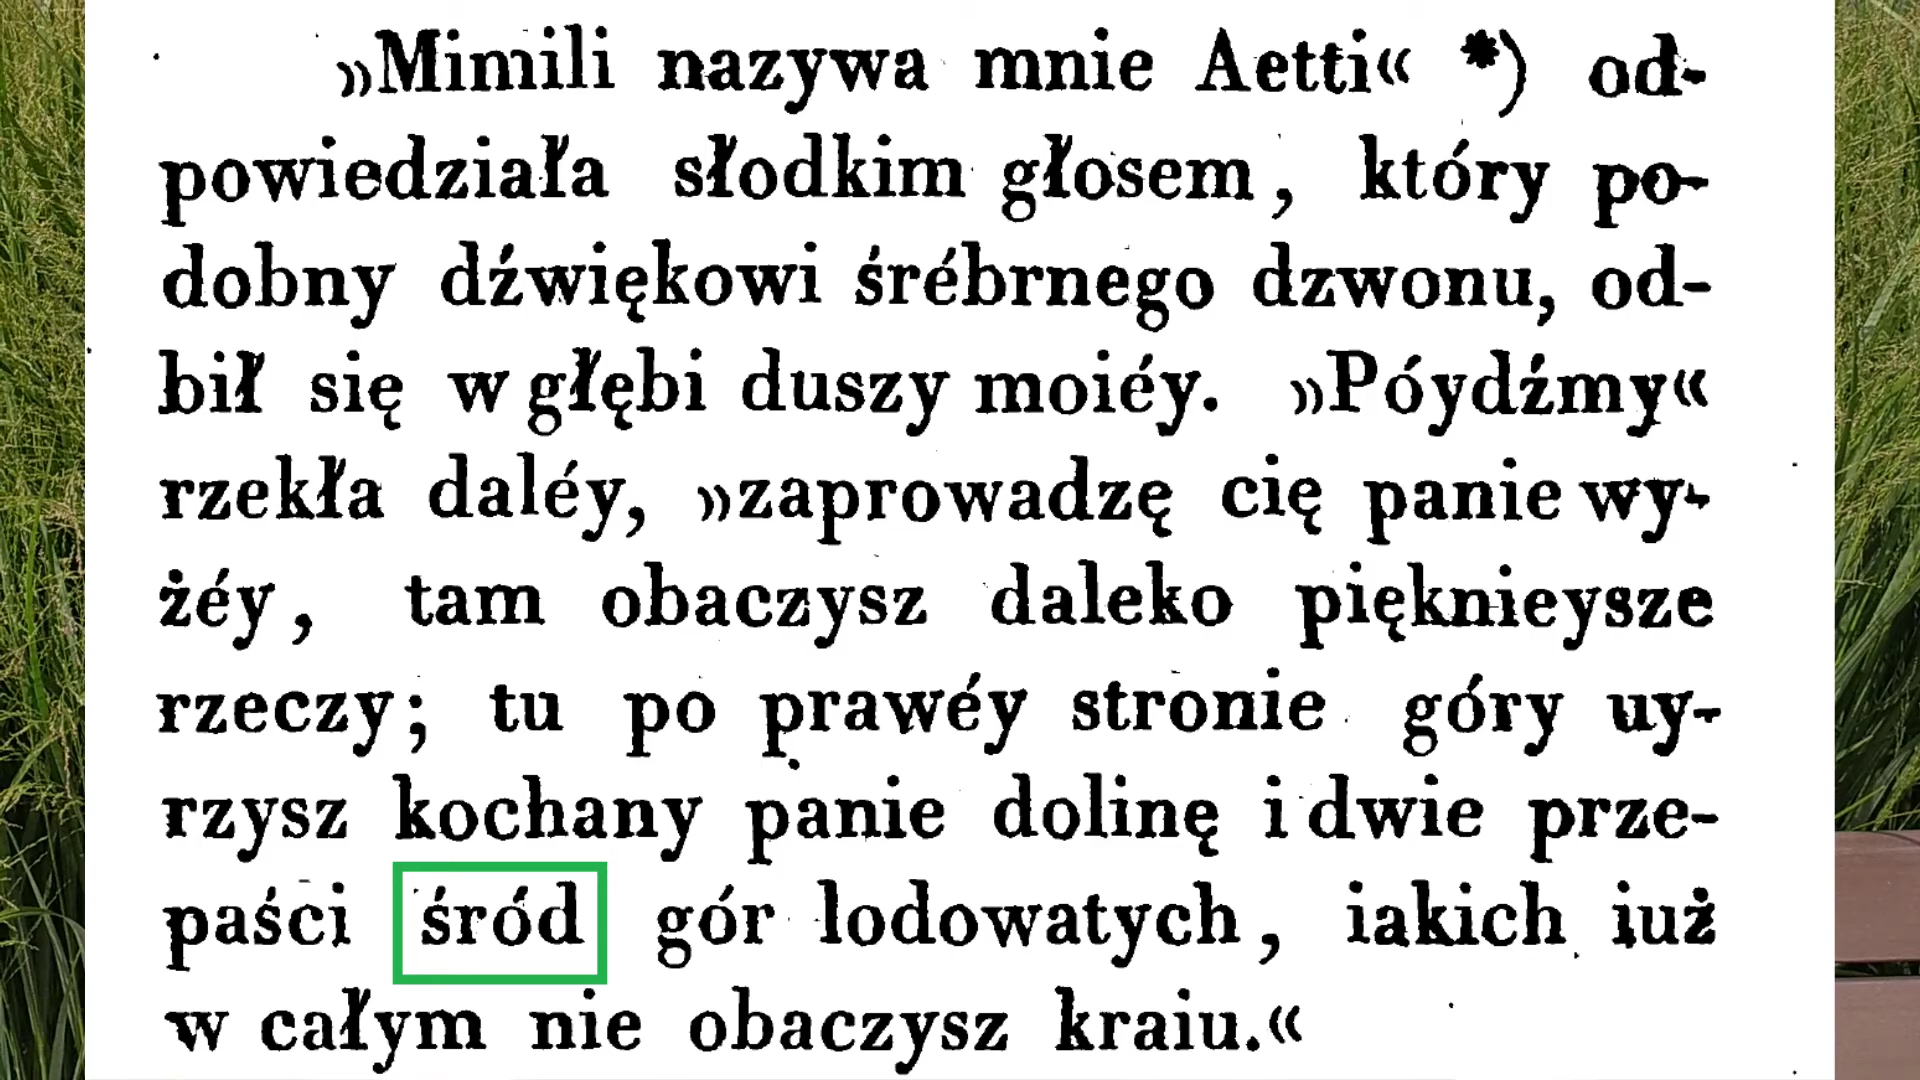 »Mimili nazywa mnie Aetti« *) od-
powiedziała słodkim głosem, który po-
dobny dźwiękowi śrébrnego dzwonu, od-
bił się w głębi duszy moiéy. »Póydźmy«
rzekła daléy, »zaprowadzę cię panie wy-
żéy, tam obaczysz daleko pięknieysze
rzeczy; tu po prawéy stronie góry uy-
rzysz kochany panie dolinę i dwie prze-
paści śród gór lodowatych, iakich iuż
w całym nie obaczysz kraiu.«